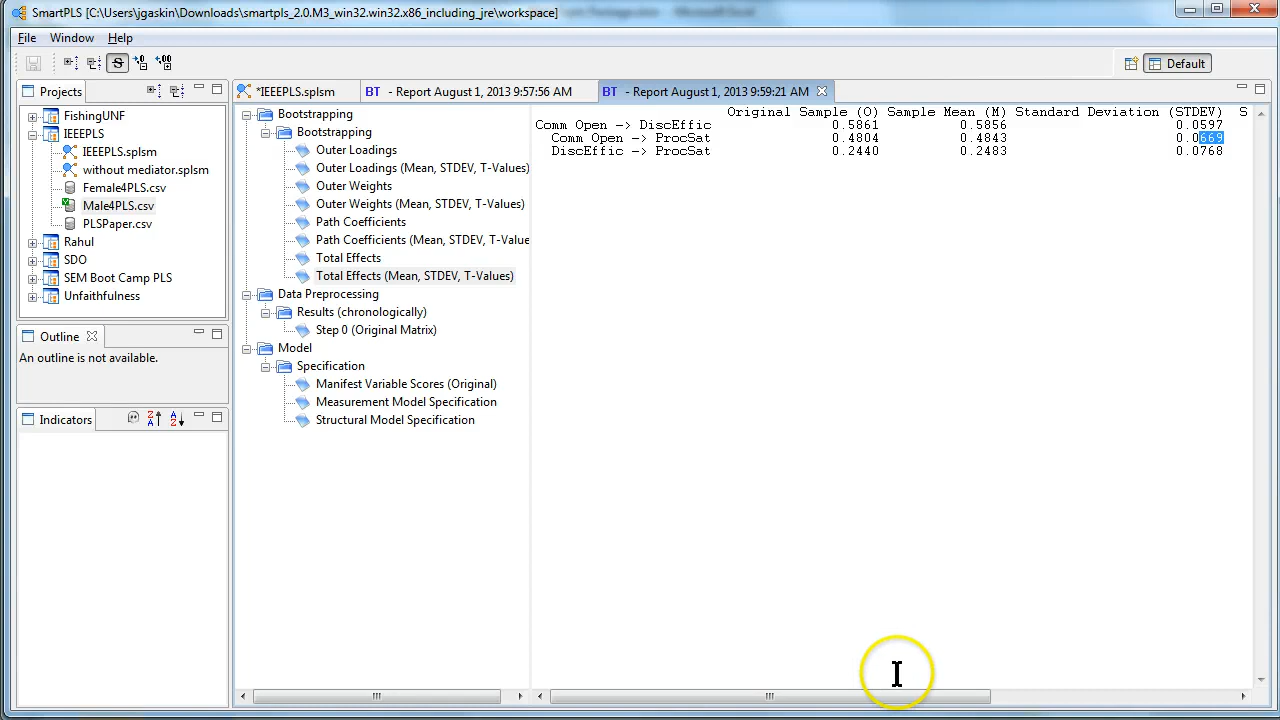 SmartPLS [C:\Users\jgaskin\Downloads\smartpls_2.0.M3_win32.win32.x86_including_jre\workspace]
File Window Help
Default
Projects
FishingUNF
IEEEPLS
IEEEPLS.splsm
without mediator.splsm
Female4PLS.csv
Male4PLS.csv
PLSPaper.csv
Rahul
SDO
SEM Boot Camp PLS
Unfaithfulness
Outline
An outline is not available.
Indicators
*IEEEPLS.splsm
BT - Report August 1, 2013 9:57:56 AM
BT - Report August 1, 2013 9:59:21 AM
Bootstrapping
Bootstrapping
Outer Loadings
Outer Loadings (Mean, STDEV, T-Values)
Outer Weights
Outer Weights (Mean, STDEV, T-Values)
Path Coefficients
Path Coefficients (Mean, STDEV, T-Value
Total Effects
Total Effects (Mean, STDEV, T-Values)
Data Preprocessing
Results (chronologically)
Step 0 (Original Matrix)
Model
Specification
Manifest Variable Scores (Original)
Measurement Model Specification
Structural Model Specification
Original Sample (O) Sample Mean (M) Standard Deviation (STDEV) S
Comm Open -> DiscEffic 0.5861 0.5856 0.0597
Comm Open -> ProcSat 0.4804 0.4843 0.0669
DiscEffic -> ProcSat 0.2440 0.2483 0.0768